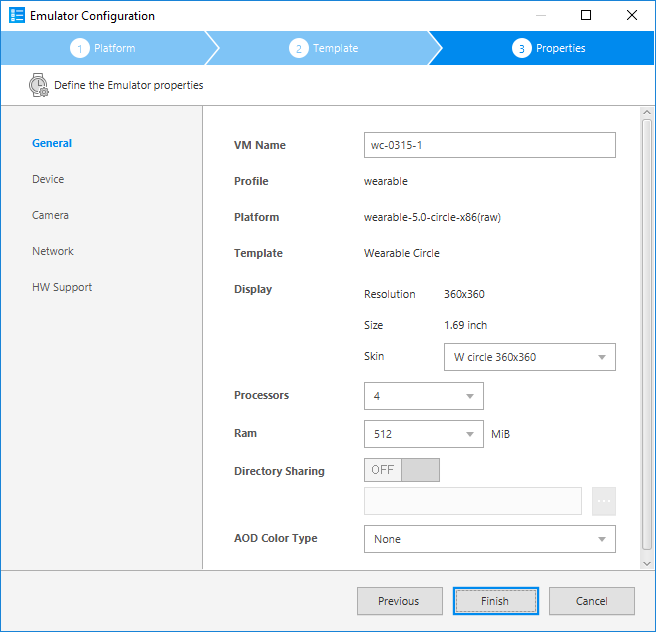 Emulator Configuration
1 Platform
2 Template
3 Properties
Define the Emulator properties
General
Device
Camera
Network
HW Support
VM Name wc-0315-1
Profile wearable
Platform wearable-5.0-circle-x86(raw)
Template Wearable Circle
Display
Resolution 360x360
Size 1.69 inch
Skin W circle 360x360
Processors 4
Ram 512 MiB
Directory Sharing OFF
...
AOD Color Type None
Previous Finish Cancel